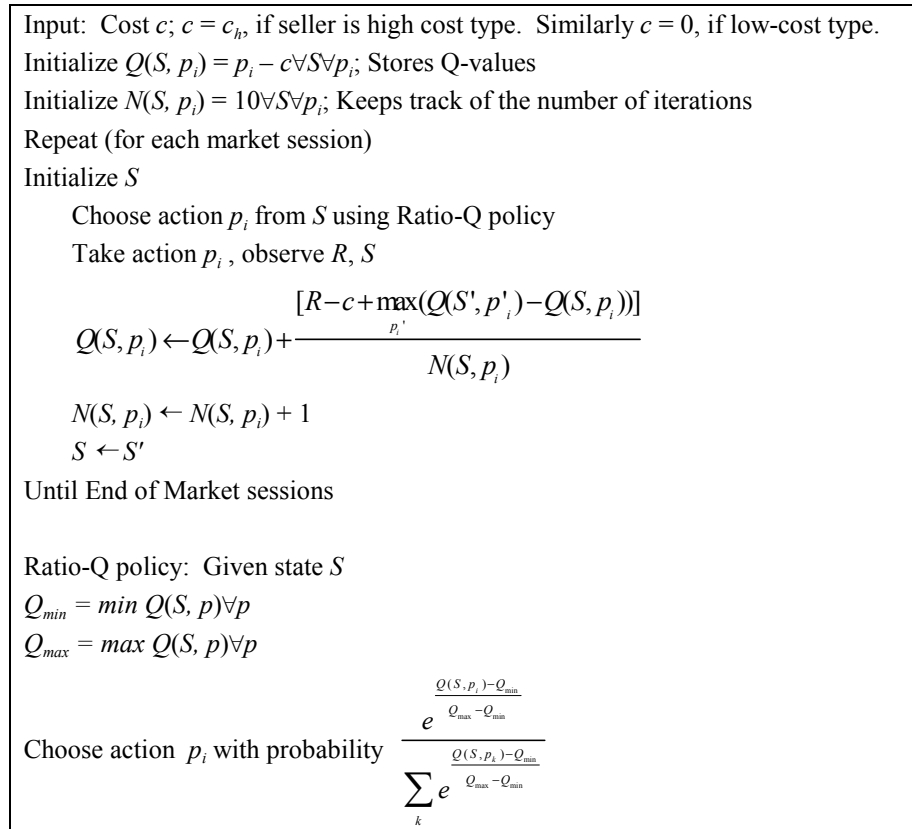 Input: Cost c; c = c_h, if seller is high cost type. Similarly c = 0, if low-cost type.
Initialize Q(S, p_i) = p_i – c∀S∀p_i; Stores Q-values
Initialize N(S, p_i) = 10∀S∀p_i; Keeps track of the number of iterations
Repeat (for each market session)
Initialize S
Choose action p_i from S using Ratio-Q policy
Take action p_i , observe R, S
Q(S, p_i) ← Q(S, p_i) + [R – c + max_{p_i'}(Q(S', p'_i) – Q(S, p_i))] / N(S, p_i)
N(S, p_i) ← N(S, p_i) + 1
S ← S′
Until End of Market sessions
Ratio-Q policy: Given state S
Q_min = min Q(S, p)∀p
Q_max = max Q(S, p)∀p
Choose action p_i with probability e^{(Q(S, p_i) – Q_min) / (Q_max – Q_min)} / ∑_k e^{(Q(S, p_k) – Q_min) / (Q_max – Q_min)}